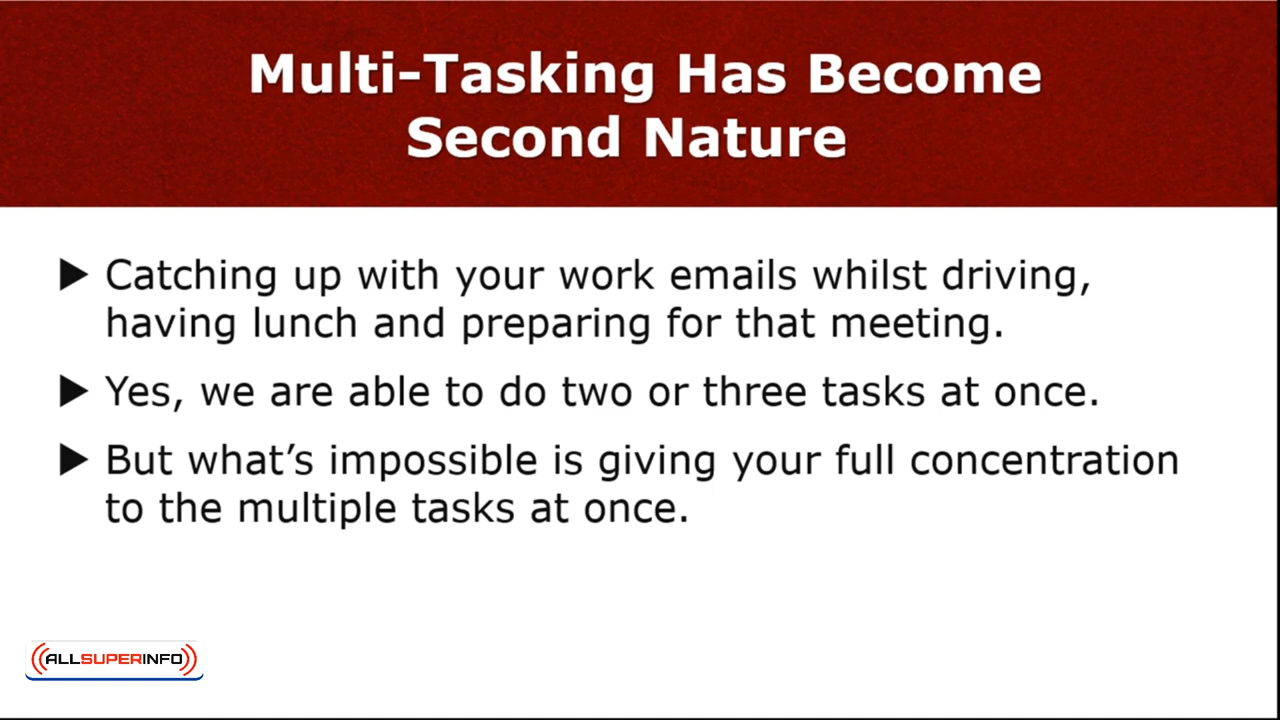 Multi-Tasking Has Become
Second Nature
Catching up with your work emails whilst driving,
having lunch and preparing for that meeting.
Yes, we are able to do two or three tasks at once.
But what’s impossible is giving your full concentration
to the multiple tasks at once.
ALLSUPERINFO